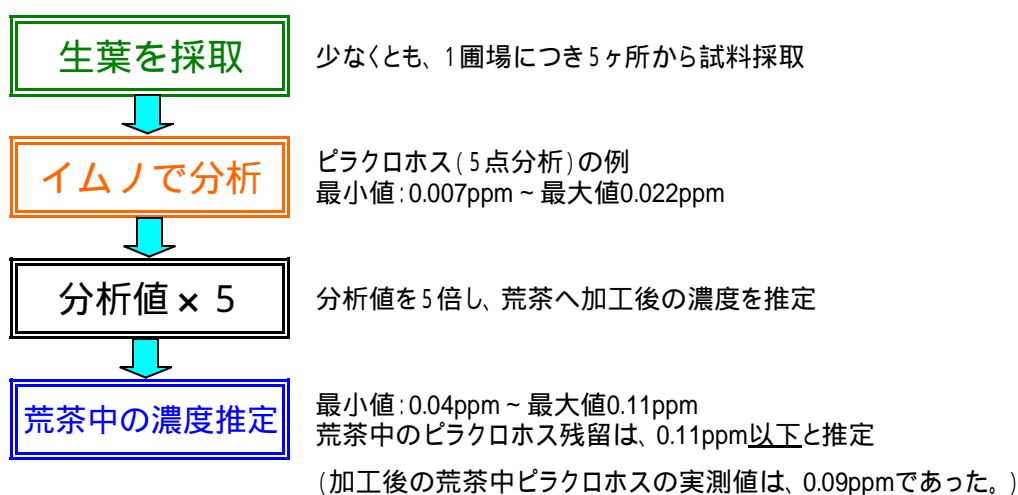 生葉を採取
少なくとも、1圃場につき5ヶ所から試料採取
イムノで分析
ピラクロホス(5点分析)の例
最小値:0.007ppm~最大値0.022ppm
分析値×5
分析値を5倍し、荒茶へ加工後の濃度を推定
荒茶中の濃度推定
最小値:0.04ppm~最大値0.11ppm
荒茶中のピラクロホス残留は、0.11ppm以下と推定
(加工後の荒茶中ピラクロホスの実測値は、0.09ppmであった。)